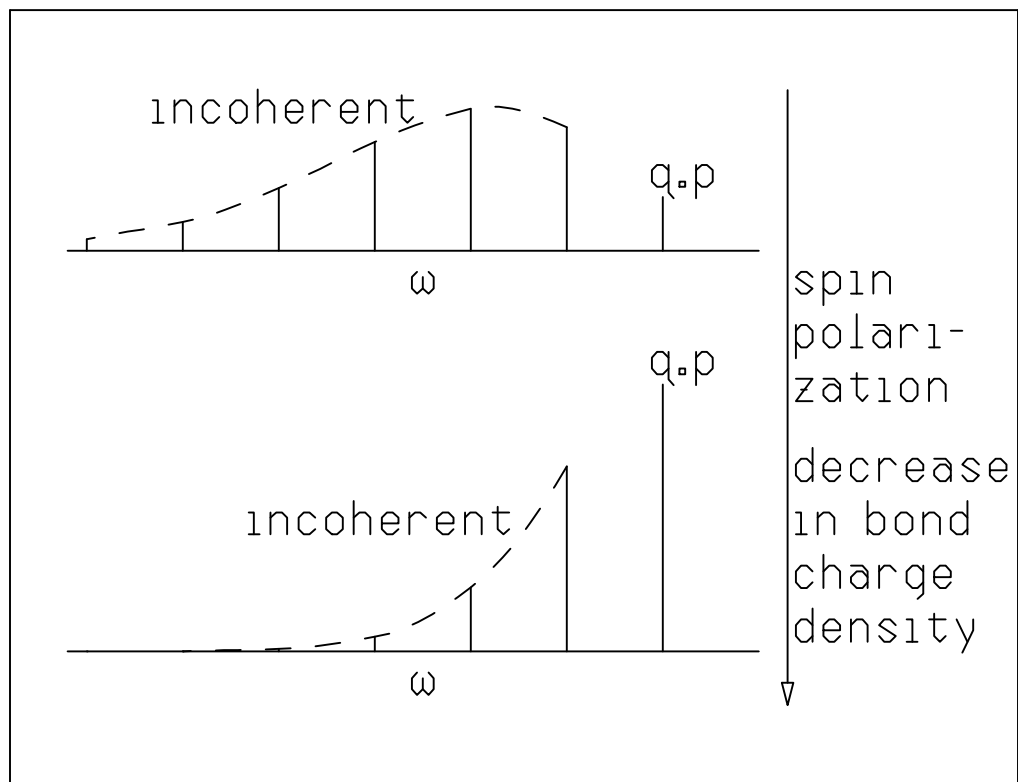 incoherent
q.p
ω
spin
polari-
zation
q.p
decrease
incoherent
in bond
charge
density
ω